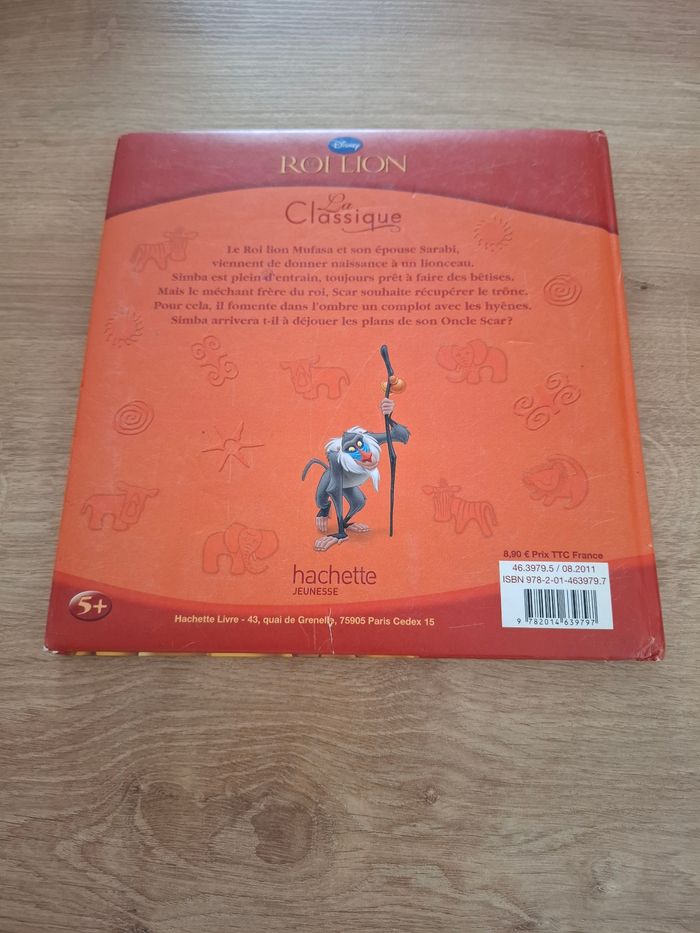 Disney
LE
ROI LION
La
Classique
Le Roi lion Mufasa et son épouse Sarabi,
viennent de donner naissance à un lionceau.
Simba est plein d'entrain, toujours prêt à faire des bêtises.
Mais le méchant frère du roi, Scar souhaite récupérer le trône.
Pour cela, il fomente dans l'ombre un complot avec les hyènes.
Simba arrivera t-il à déjouer les plans de son Oncle Scar?
hachette
JEUNESSE
8,90 € Prix TTC France
46.3979.5 / 08.2011
ISBN 978-2-01-463979.7
9 782014 639797
5+
Hachette Livre - 43, quai de Grenelle, 75905 Paris Cedex 15